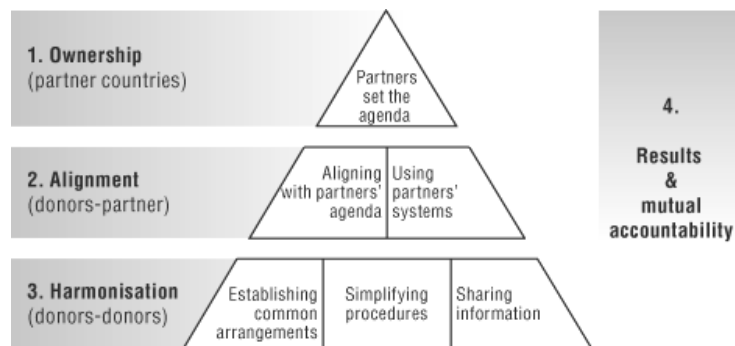 1. Ownership
(partner countries)
Partners
set the
agenda
2. Alignment
(donors-partner)
Aligning
with partners'
agenda
Using
partners'
systems
3. Harmonisation
(donors-donors)
Establishing
common
arrangements
Simplifying
procedures
Sharing
information
4.
Results
&
mutual
accountability